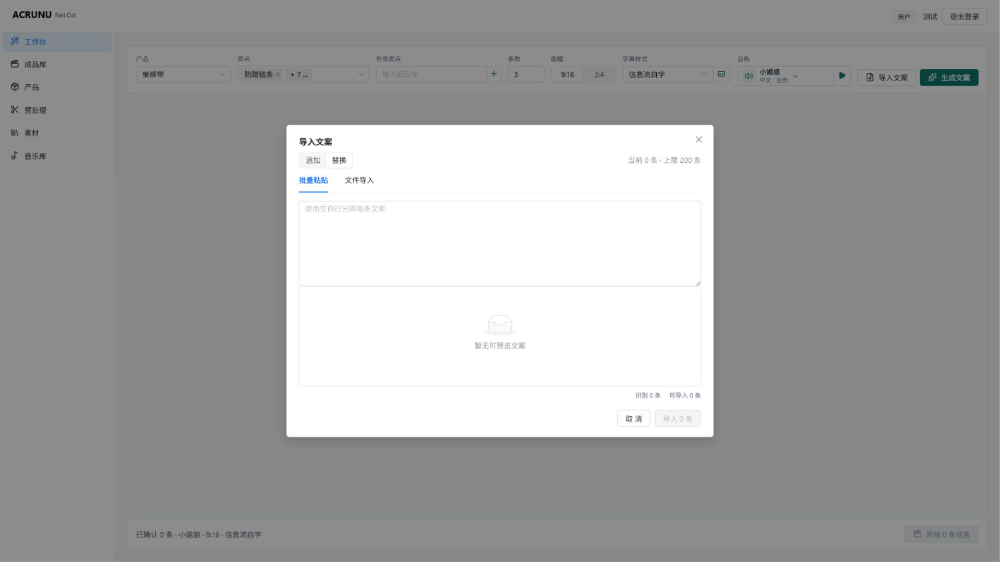 ACRUNU Fast Cut
用户 测试 退出登录
工作台
成品库
产品
预处理
素材
音乐库
产品 卖点 补充卖点 条数 画幅 字幕样式 音色
束裤带 防蹭链条 + 7 ... 输入后回车 3 9:16 3:4 信息流白字 小姐姐
中文 · 自然
导入文案 生成文案
导入文案
追加 替换 当前 0 条 · 上限 200 条
批量粘贴 文件导入
使用空白行分隔每条文案
暂无可预览文案
识别 0 条 可导入 0 条
取 消 导入 0 条
已确认 0 条 · 小姐姐 · 9:16 · 信息流白字
开始 0 条任务